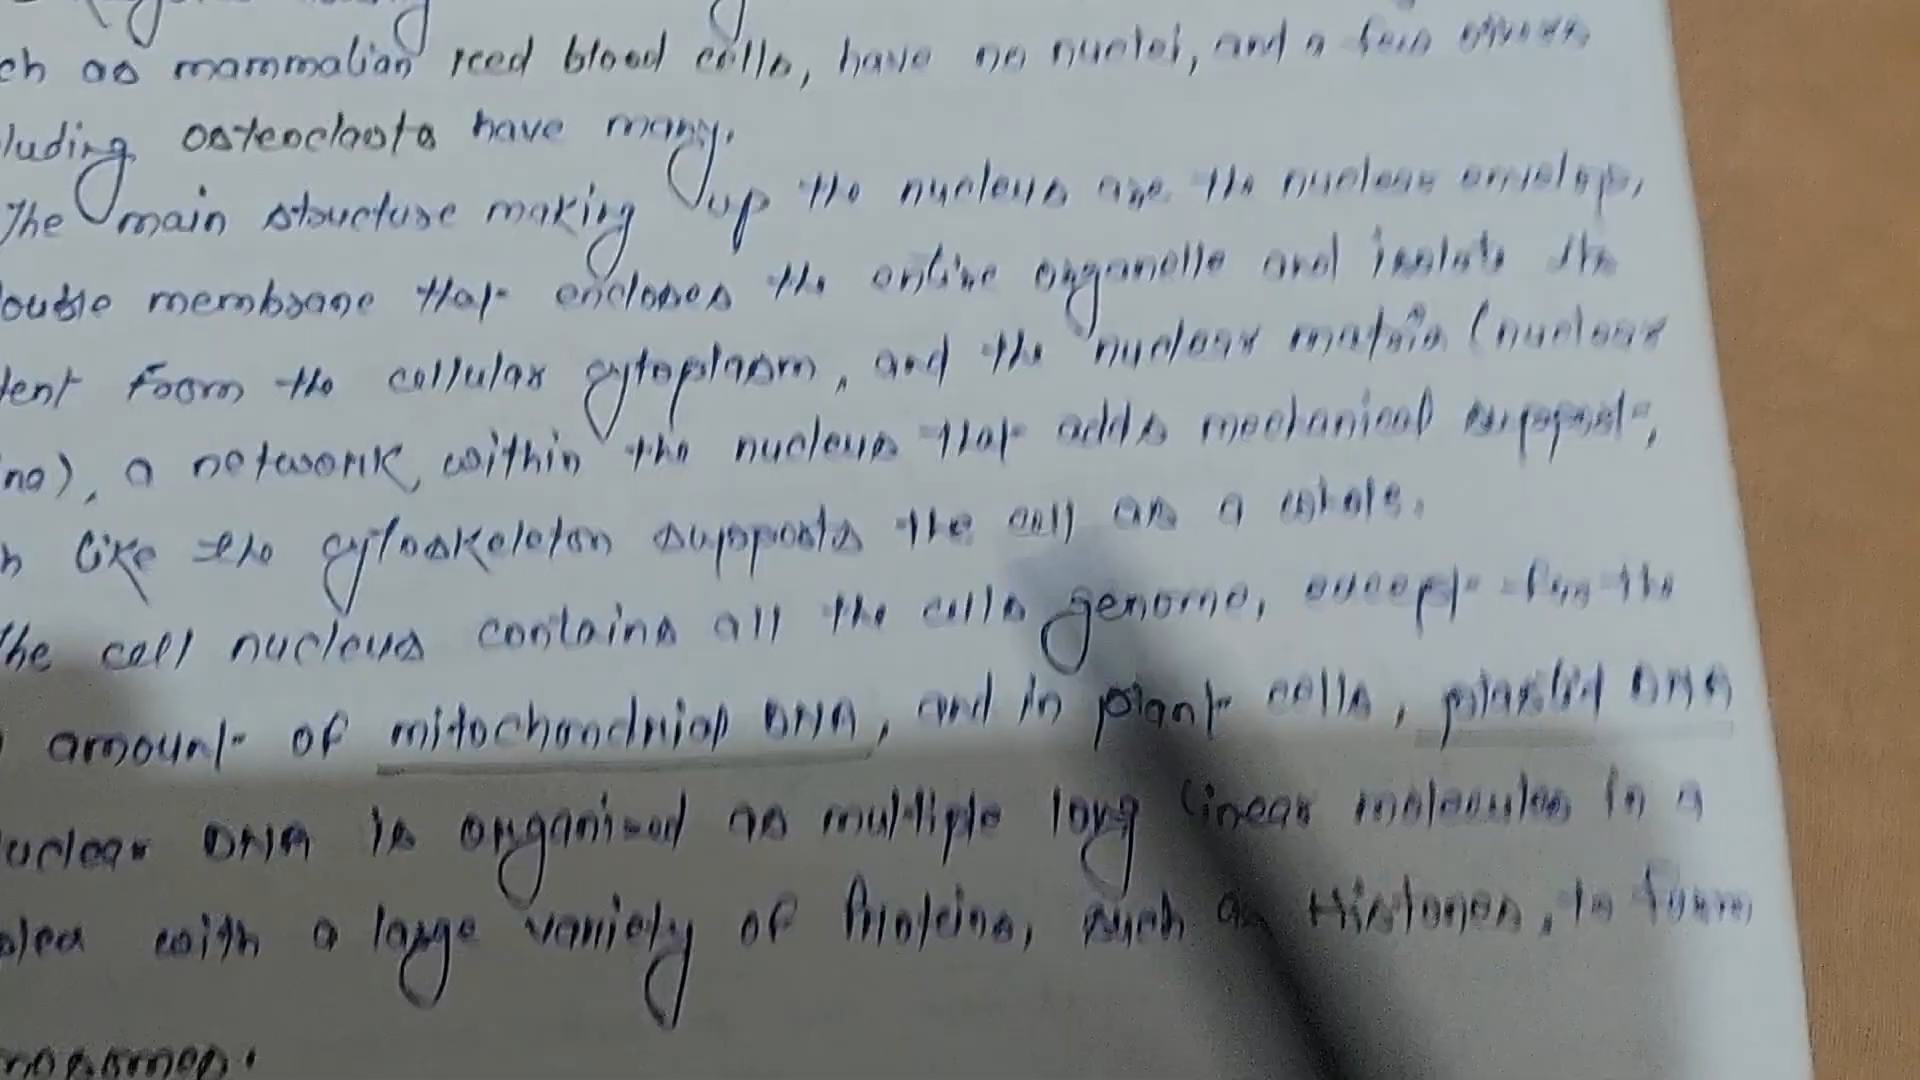 ch as mammalian reed blood cells, have no nuclei, and a few others
luding osteoclasts have many.
The main structure making up the nucleus are the nuclear envelope,
ouble membrane that encloses the entire organelle and isolate the
tent foorm the cellular cytoplasm, and the nuclear matrix (nuclear
na), a network within the nucleus that adds mechanical support,
h like the cytoskeleton supports the cell as a whole.
The cell nucleus contains all the cells genome, except for the
amount of mitochondrial DNA, and in plant cells, plastid DNA
uclear DNA is organized as multiple long linear molecules in a
plex with a large variety of Proteins, such as Histones, to form
mosomes.